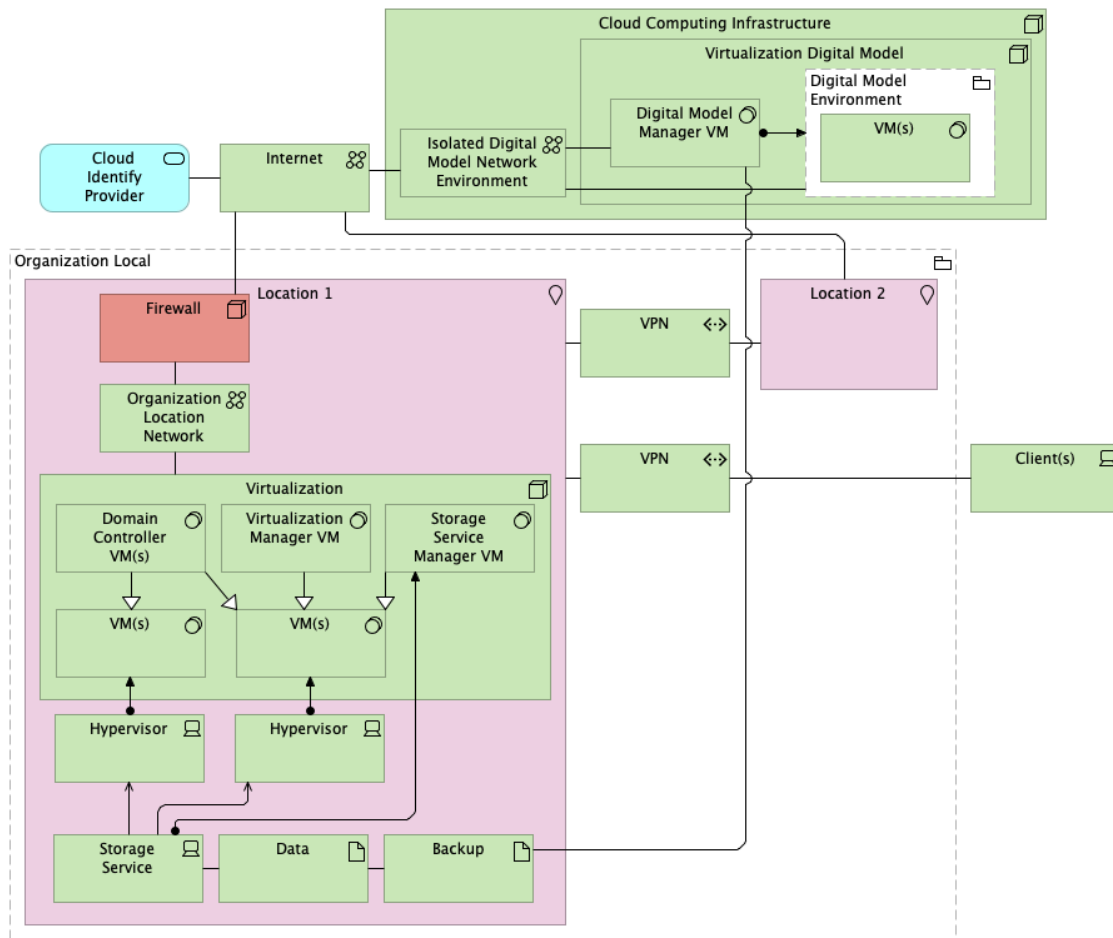 Cloud Computing Infrastructure
Virtualization Digital Model
Digital Model
Environment
Digital Model
Manager VM
VM(s)
Isolated Digital
Model Network
Environment
Internet
Cloud
Identify
Provider
Organization Local
Location 1
Location 2
Firewall
VPN
Organization
Location
Network
VPN
Client(s)
Virtualization
Domain
Controller
VM(s)
Virtualization
Manager VM
Storage
Service
Manager VM
VM(s)
VM(s)
Hypervisor
Hypervisor
Storage
Service
Data
Backup